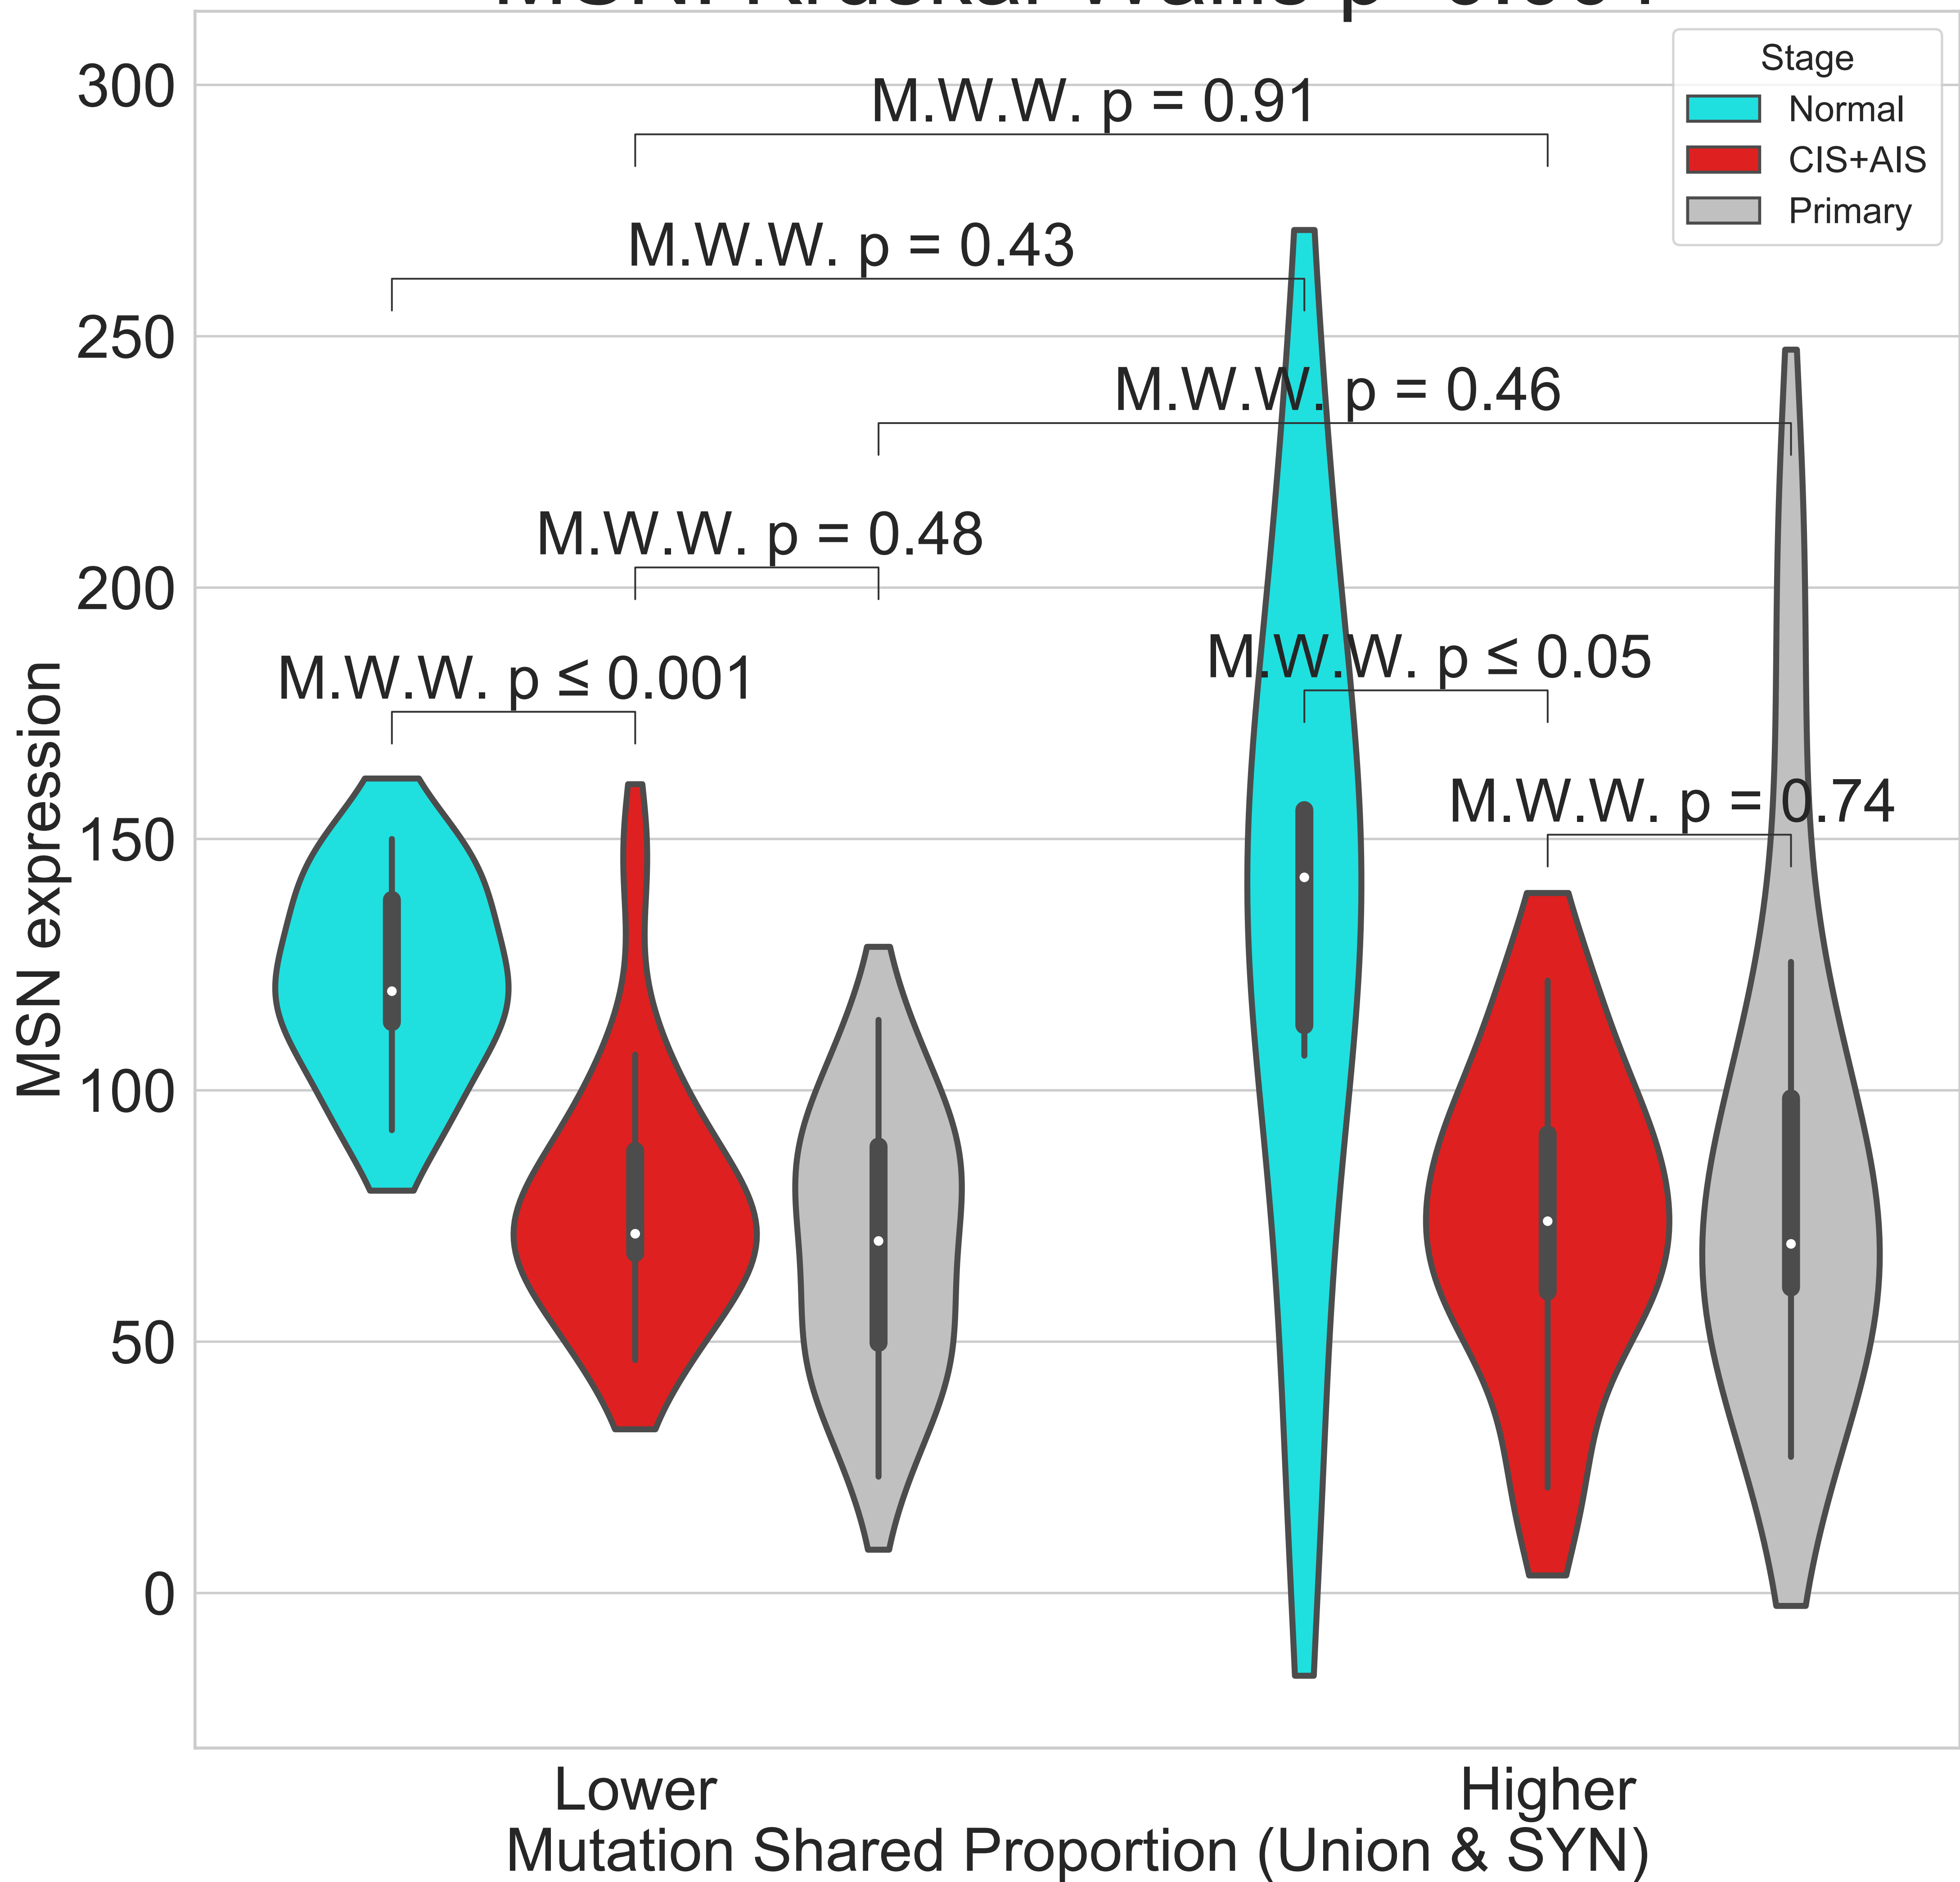 300
250
200
150
100
50
0
MSN expression
M.W.W. p = 0.91
M.W.W. p = 0.43
M.W.W. p = 0.46
M.W.W. p = 0.48
M.W.W. p ≤ 0.001
M.W.W. p ≤ 0.05
M.W.W. p = 0.74
Stage
Normal
CIS+AIS
Primary
Lower
Higher
Mutation Shared Proportion (Union & SYN)